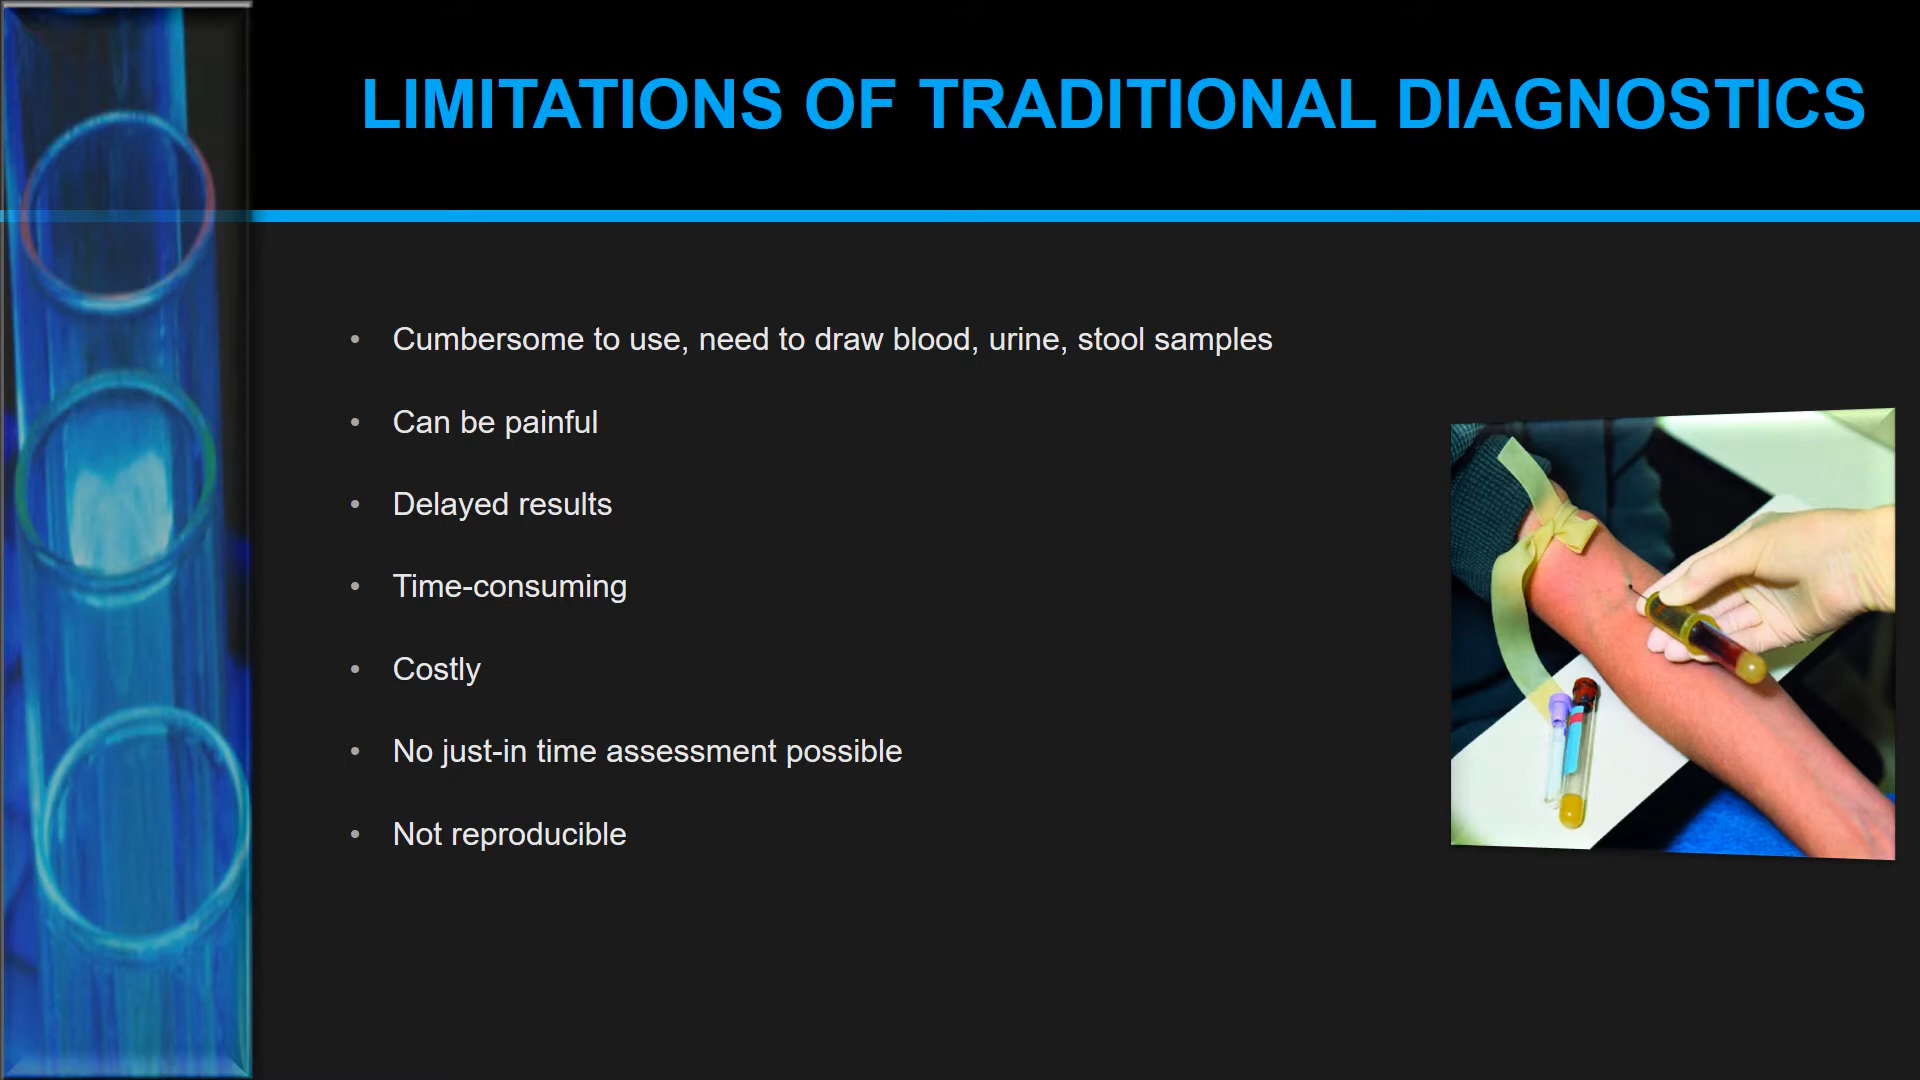 LIMITATIONS OF TRADITIONAL DIAGNOSTICS
• Cumbersome to use, need to draw blood, urine, stool samples
• Can be painful
• Delayed results
• Time-consuming
• Costly
• No just-in time assessment possible
• Not reproducible